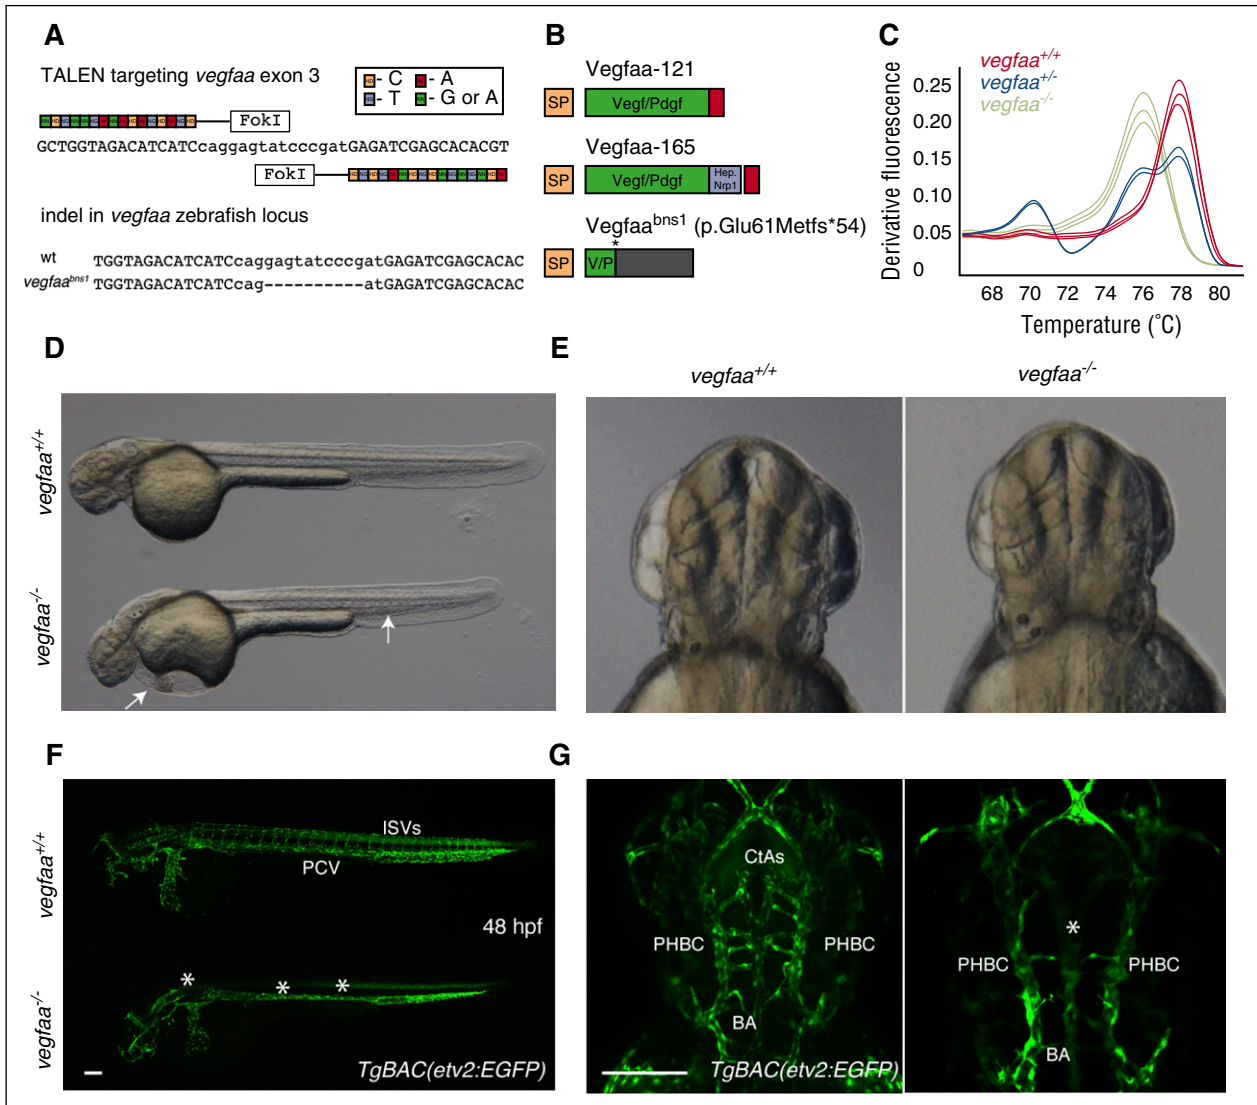 A
TALEN targeting vegfaa exon 3
- C
- A
- T
- G or A
FokI
GCTGGTAGACATCATCcaggagtatcccgatGAGATCGAGCACACGT
FokI
indel in vegfaa zebrafish locus
wt TGGTAGACATCATCcaggagtatcccgatGAGATCGAGCACAC
vegfaa^bns1 TGGTAGACATCATCcag----------atGAGATCGAGCACAC
B
Vegfaa-121
SP Vegf/Pdgf
Vegfaa-165
SP Vegf/Pdgf Hep. Nrp1
Vegfaa^bns1 (p.Glu61Metfs*54)
*
SP V/P
C
vegfaa+/+
vegfaa+/-
vegfaa-/-
Derivative fluorescence
0.25
0.20
0.15
0.10
0.05
0
68 70 72 74 76 78 80
Temperature (˚C)
D
vegfaa+/+
vegfaa-/-
E
vegfaa+/+
vegfaa-/-
F
vegfaa+/+
ISVs
PCV
48 hpf
vegfaa-/-
* * *
TgBAC(etv2:EGFP)
G
CtAs
PHBC PHBC
BA
TgBAC(etv2:EGFP)
*
PHBC PHBC
BA